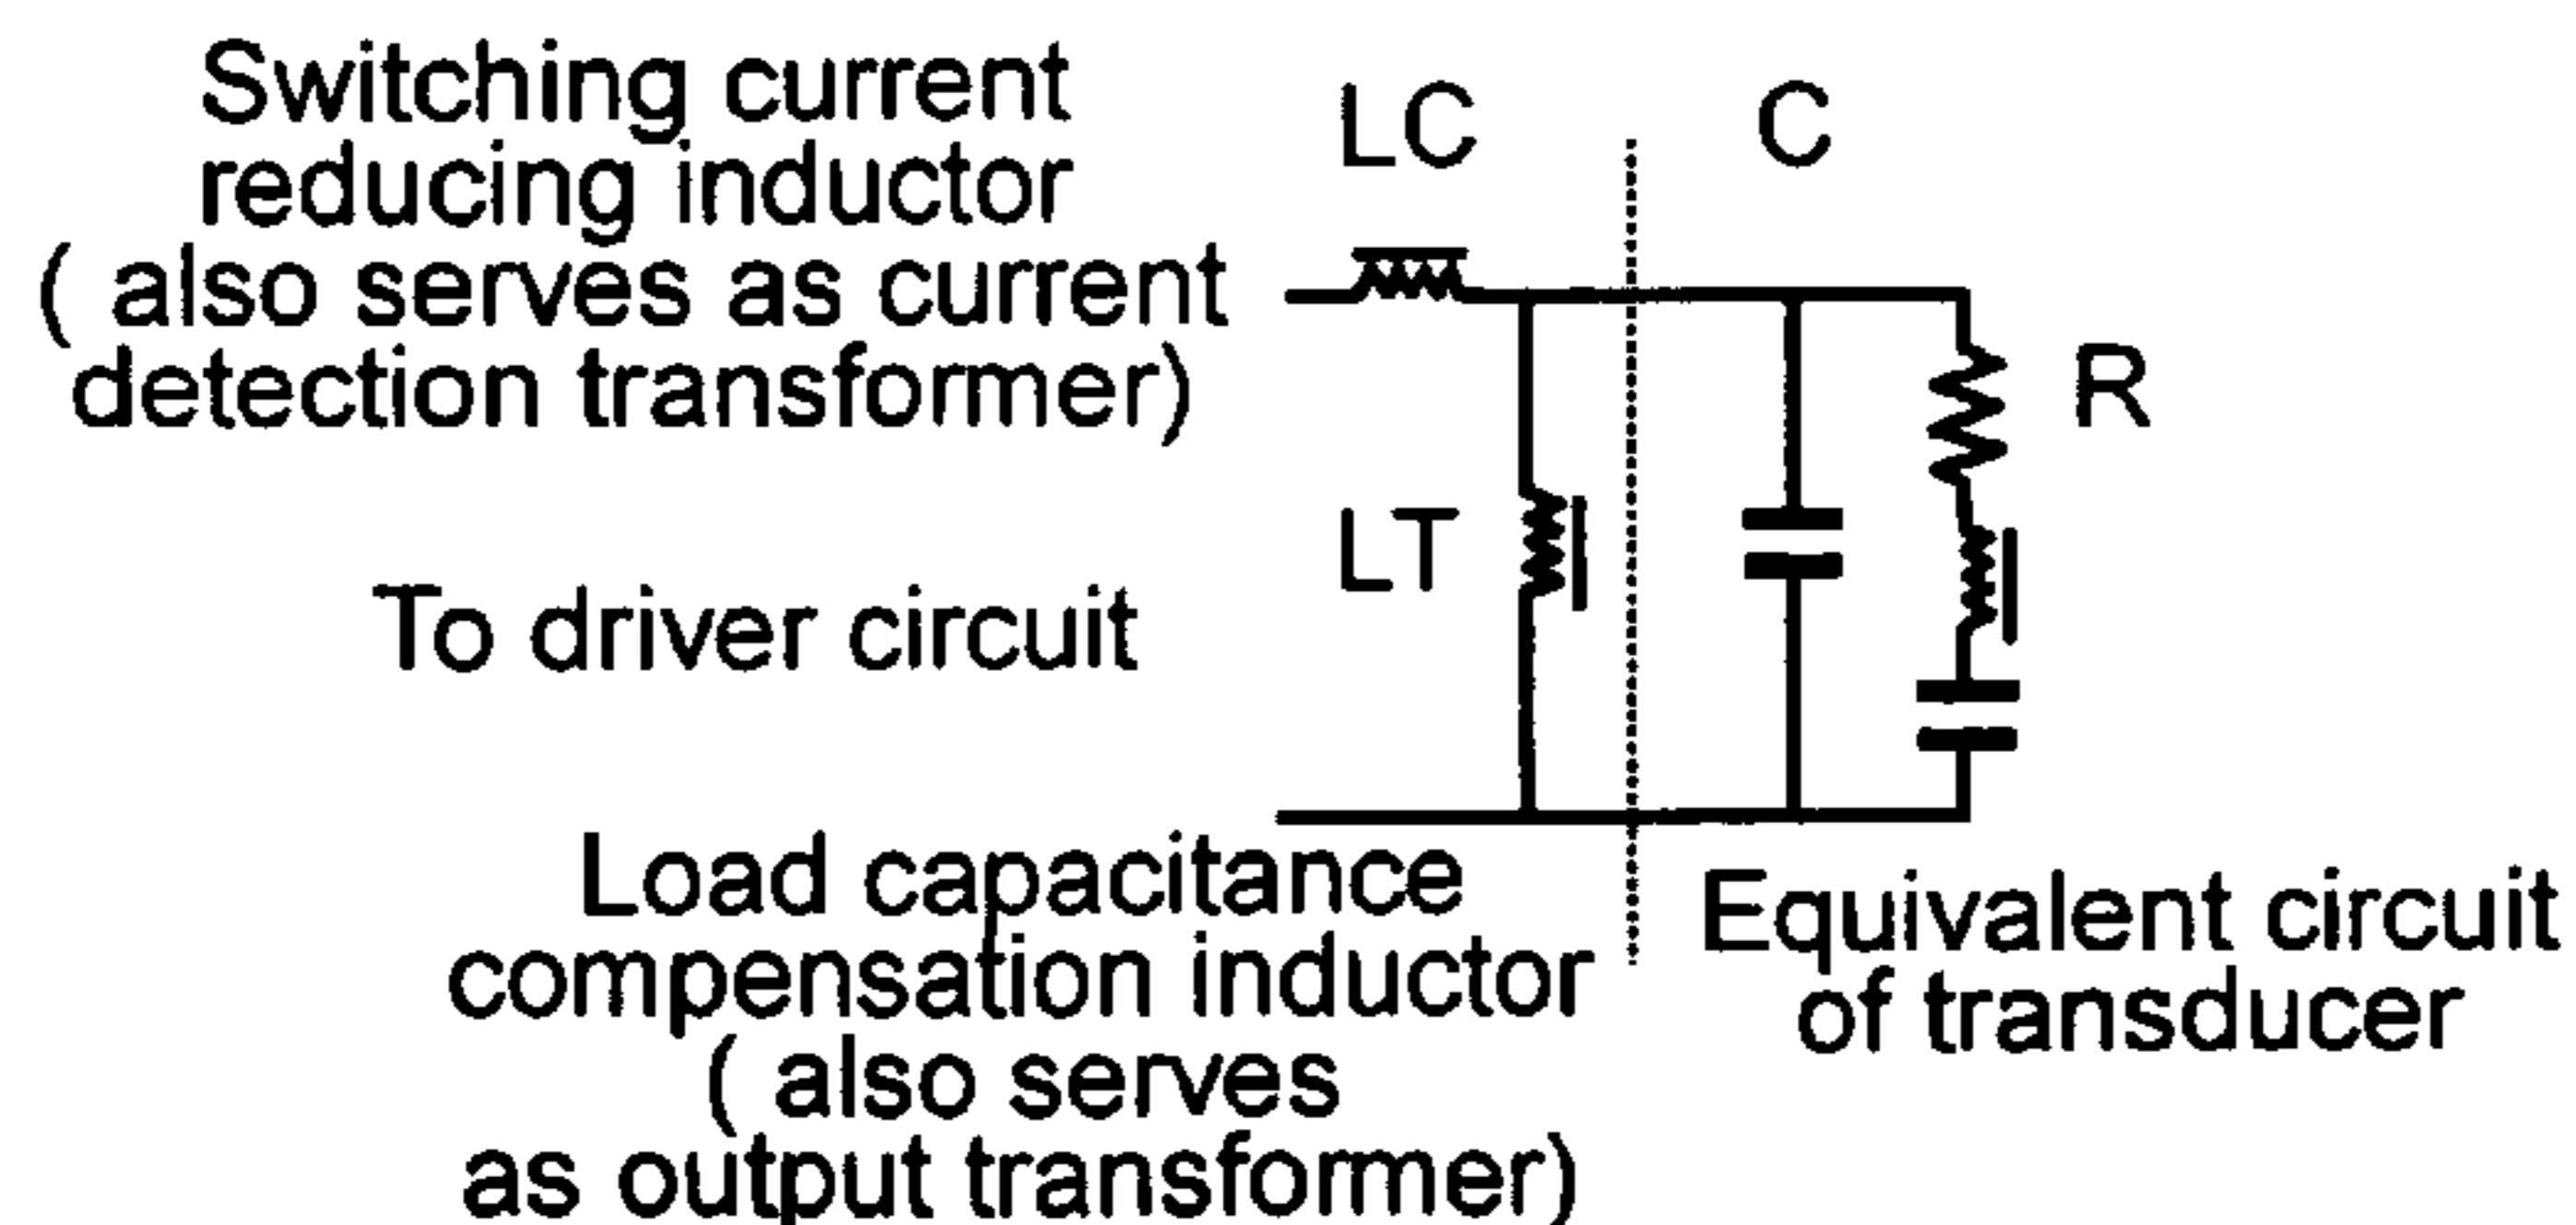 Switching current
reducing inductor
( also serves as current
detection transformer)
LC
C
R
LT
To driver circuit
Load capacitance
compensation inductor
( also serves
as output transformer)
Equivalent circuit
of transducer